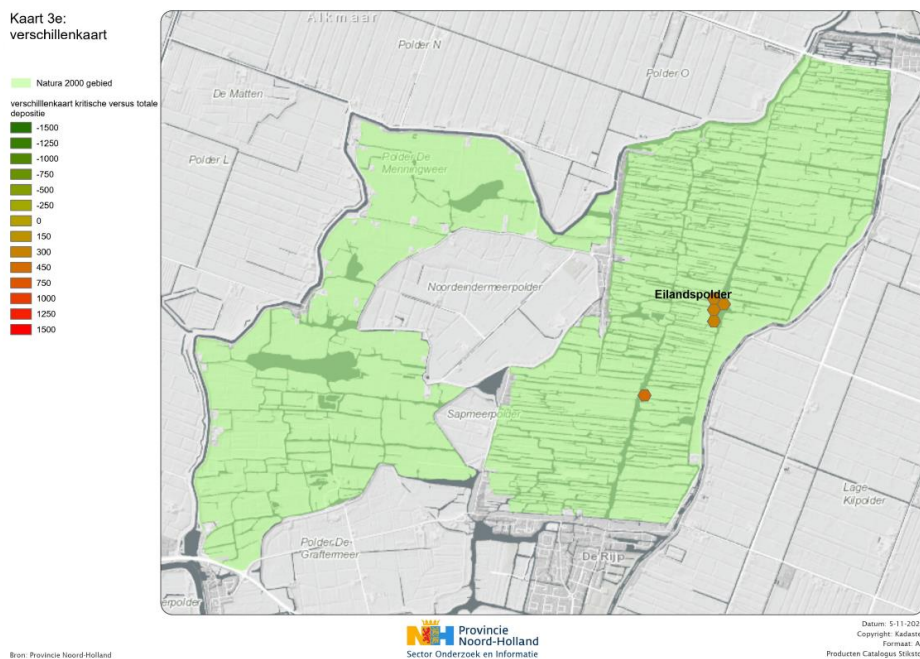 Kaart 3e:
verschillenkaart
Natura 2000 gebied
verschilllenkaart kritische versus totale
depositie
-1500
-1250
-1000
-750
-500
-250
0
150
300
450
750
1000
1250
1500
Alkmaar
Polder N
Polder O
De Matten
Polder L
Polder De
Menningweer
Noordeindermeerpolder
Eilandspolder
Sapmeerpolder
Lage
Kilpolder
Polder De
Graftermeer
De Rijp
erpolder
NH Provincie
Noord-Holland
Sector Onderzoek en Informatie
Bron: Provincie Noord-Holland
Datum: 5-11-202
Copyright: Kadaste
Formaat: A
Producten Catalogus Stiksto